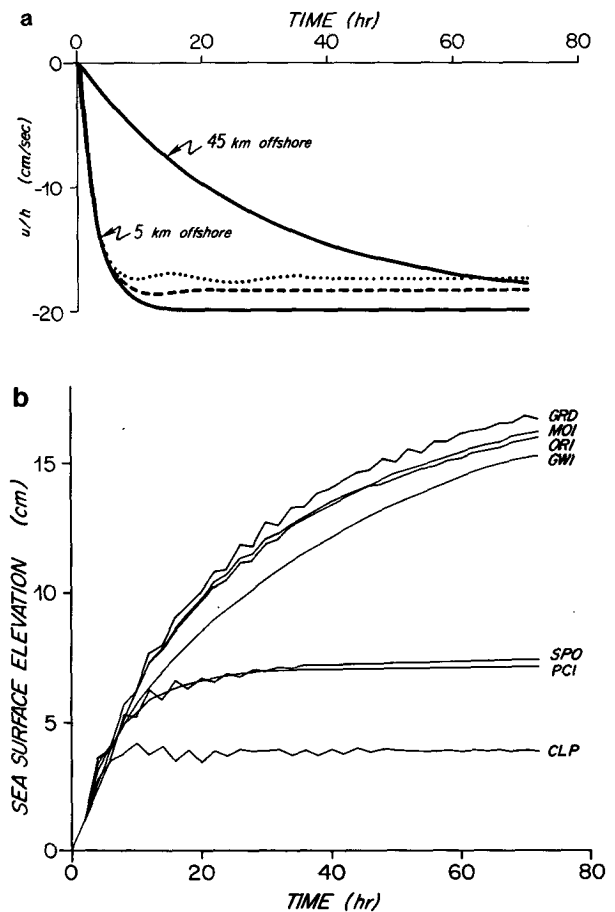 a
TIME (hr)
0 20 40 60 80
0
-10
-20
u/h (cm/sec)
45 km offshore
5 km offshore
b
SEA SURFACE ELEVATION (cm)
15
10
5
0
GRD
MOI
ORI
GWI
SPO
PCI
CLP
0 20 40 60 80
TIME (hr)